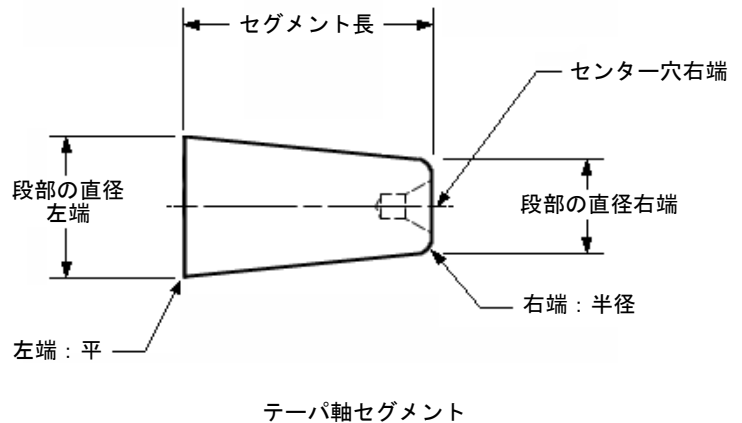 セグメント長
センター穴右端
段部の直径
左端
段部の直径右端
右端：半径
左端：平
テーパ軸セグメント